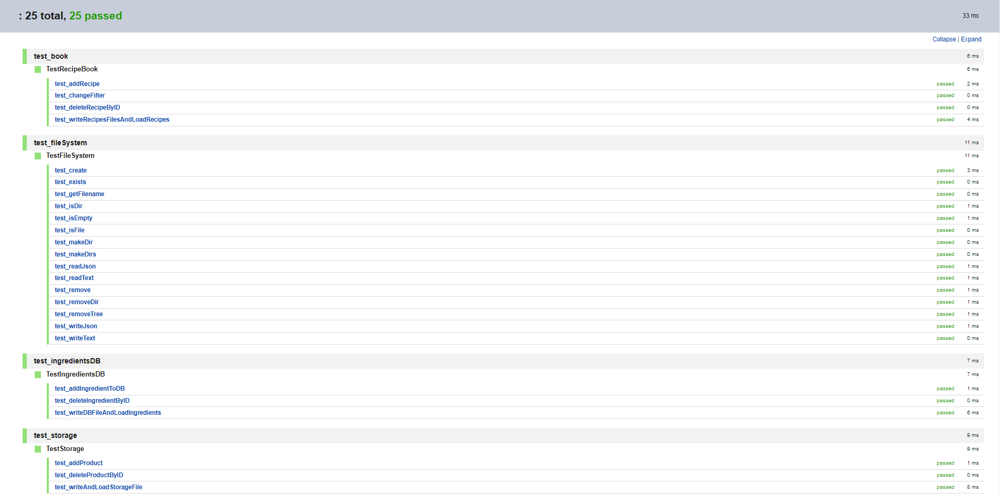 : 25 total, 25 passed 33 ms
Collapse | Expand
test_book 6 ms
TestRecipeBook 6 ms
test_addRecipe passed 2 ms
test_changeFilter passed 0 ms
test_deleteRecipeByID passed 0 ms
test_writeRecipesFilesAndLoadRecipes passed 4 ms
test_fileSystem 11 ms
TestFileSystem 11 ms
test_create passed 3 ms
test_exists passed 0 ms
test_getFilename passed 0 ms
test_isDir passed 1 ms
test_isEmpty passed 1 ms
test_isFile passed 0 ms
test_makeDir passed 0 ms
test_makeDirs passed 0 ms
test_readJson passed 1 ms
test_readText passed 1 ms
test_remove passed 1 ms
test_removeDir passed 1 ms
test_removeTree passed 1 ms
test_writeJson passed 1 ms
test_writeText passed 0 ms
test_ingredientsDB 7 ms
TestIngredientsDB 7 ms
test_addIngredientToDB passed 1 ms
test_deleteIngredientByID passed 0 ms
test_writeDBFileAndLoadIngredients passed 6 ms
test_storage 9 ms
TestStorage 9 ms
test_addProduct passed 1 ms
test_deleteProductByID passed 0 ms
test_writeAndLoadStorageFile passed 8 ms